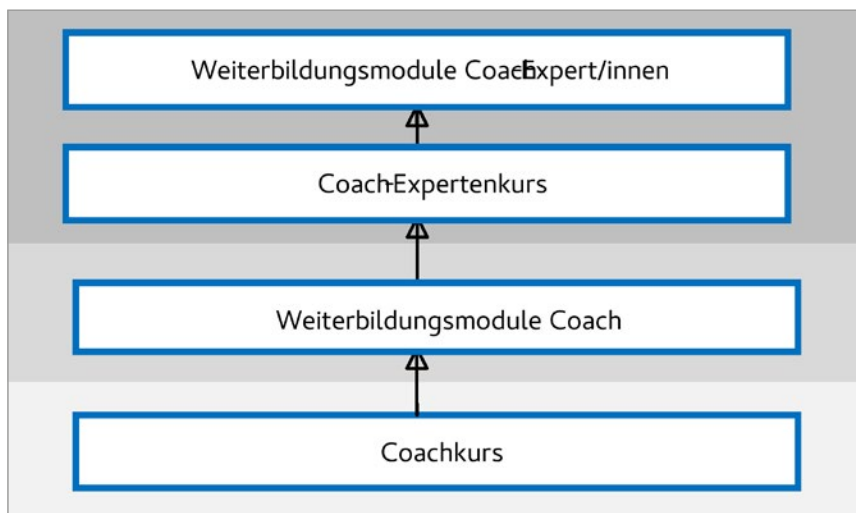 Weiterbildungsmodule Coach-Expert/innen
Coach-Expertenkurs
Weiterbildungsmodule Coach
Coachkurs